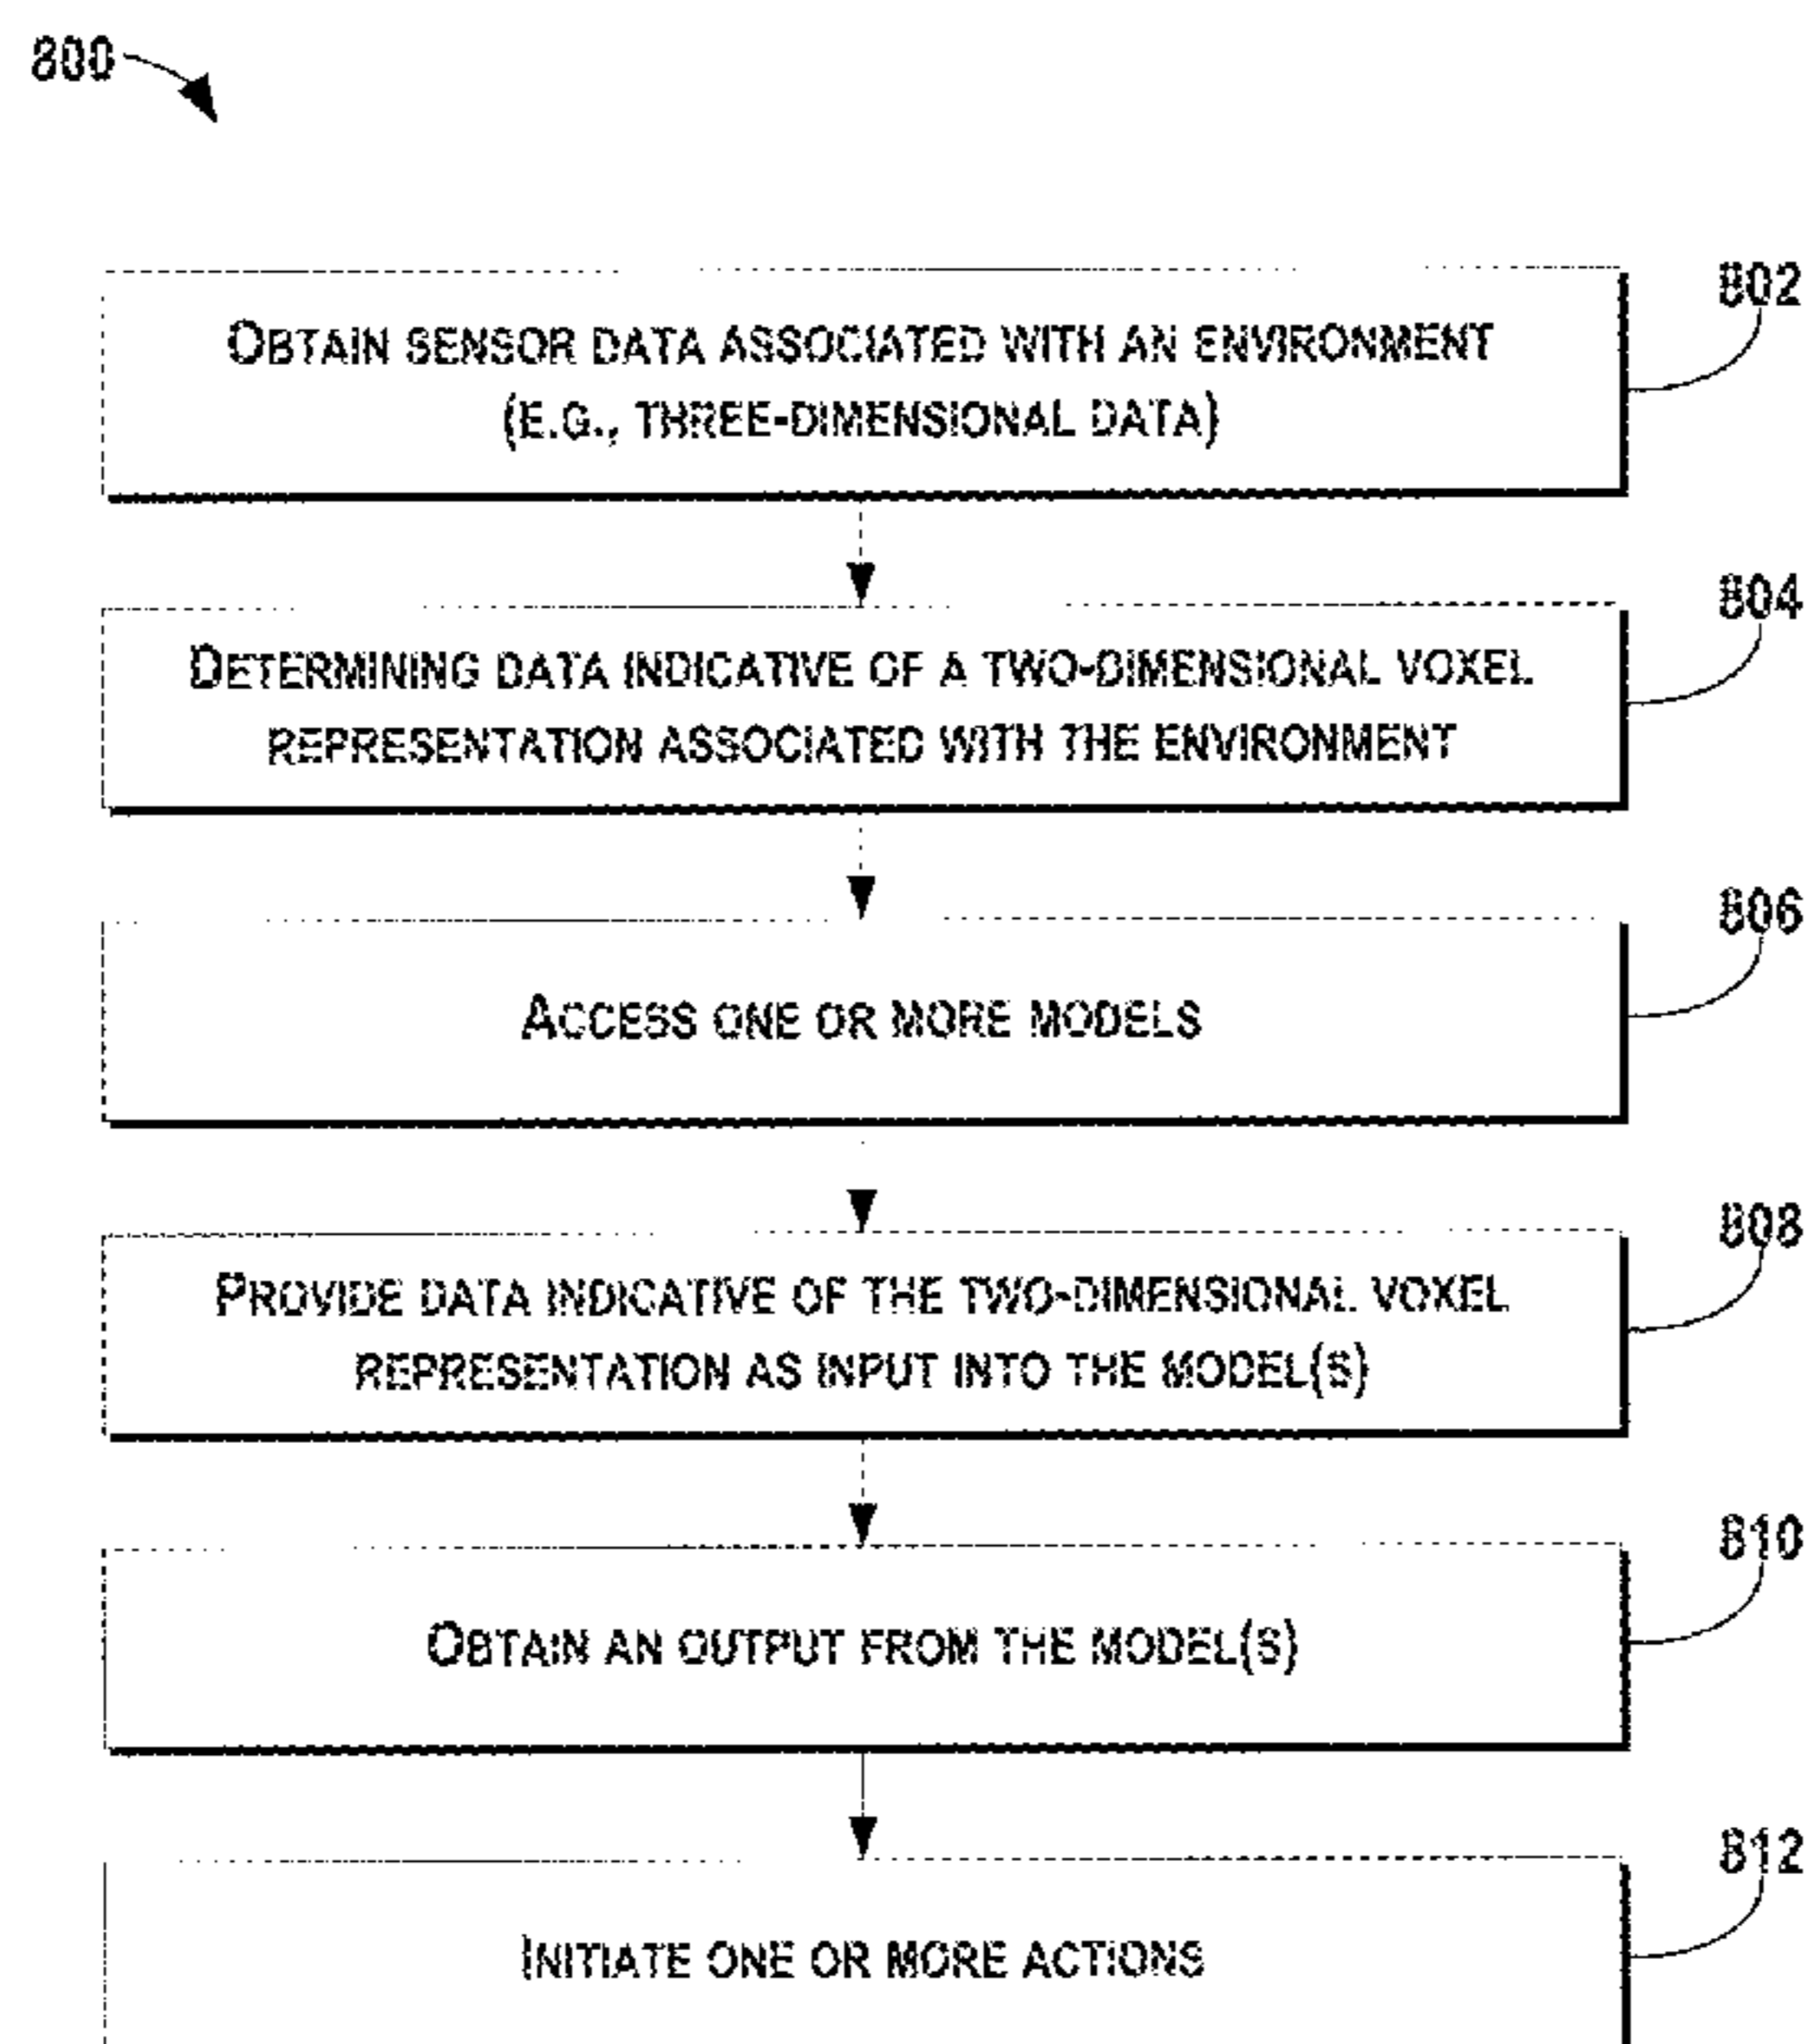 800
802
OBTAIN SENSOR DATA ASSOCIATED WITH AN ENVIRONMENT
(E.G., THREE-DIMENSIONAL DATA)
804
DETERMINING DATA INDICATIVE OF A TWO-DIMENSIONAL VOXEL
REPRESENTATION ASSOCIATED WITH THE ENVIRONMENT
806
ACCESS ONE OR MORE MODELS
808
PROVIDE DATA INDICATIVE OF THE TWO-DIMENSIONAL VOXEL
REPRESENTATION AS INPUT INTO THE MODEL(S)
810
OBTAIN AN OUTPUT FROM THE MODEL(S)
812
INITIATE ONE OR MORE ACTIONS